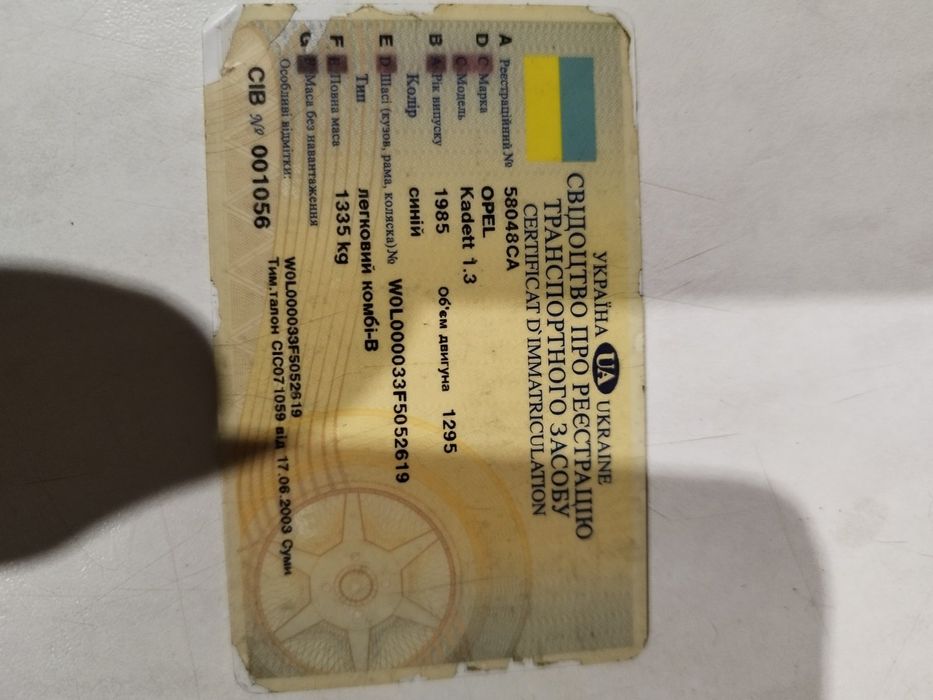 УКРАЇНА UA UKRAINE
СВІДОЦТВО ПРО РЕЄСТРАЦІЮ
ТРАНСПОРТНОГО ЗАСОБУ
CERTIFICAT D'IMMATRICULATION
A Реєстраційний № 58048CA
D C Марка OPEL
C Модель Kadett 1.3
B A Рік випуску 1985 Об'єм двигуна 1295
Колір синій
E D Шасі (кузов, рама, коляска)№ W0L000033F5052619
Тип легковий комбі-В
F E Повна маса 1335 kg
G Маса без навантаження
Особливі відмітки: W0L000033F5052619
Тим.талон СІС071059 від 17.06.2003 Суми
СІВ № 001056